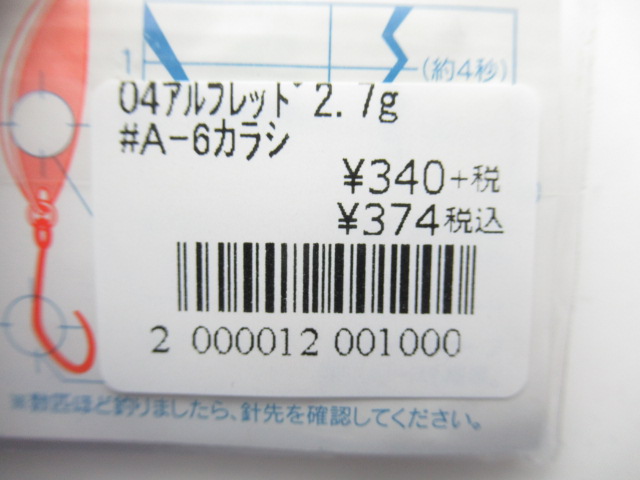 1
(約4秒)
04アルフレッド 2.7g
#A-6カラシ
¥340+税
¥374税込
2 000012 001000
※数匹ほど釣りましたら、針先を確認してください。